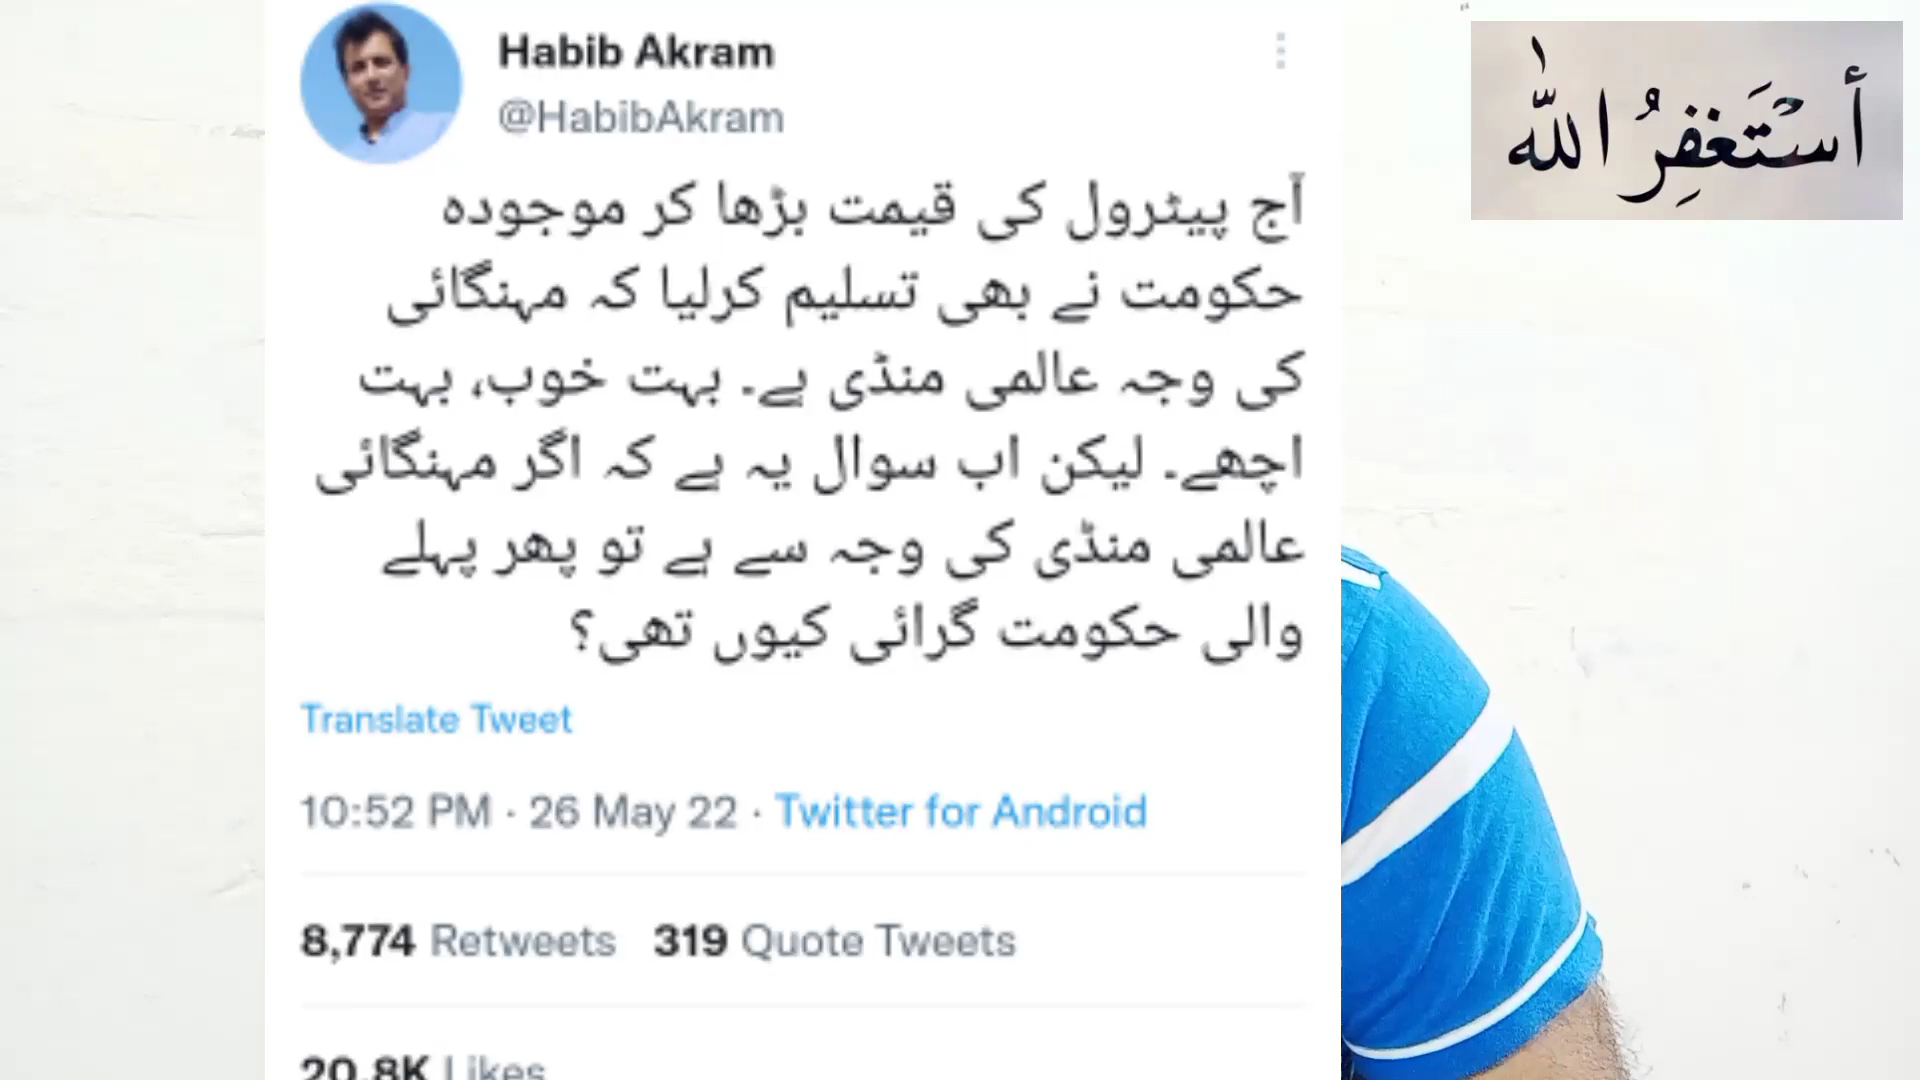 Habib Akram
@HabibAkram
آج پیٹرول کی قیمت بڑھا کر موجودہ
حکومت نے بھی تسلیم کرلیا کہ مہنگائی
کی وجہ عالمی منڈی ہے۔ بہت خوب، بہت
اچھے۔ لیکن اب سوال یہ ہے کہ اگر مہنگائی
عالمی منڈی کی وجہ سے ہے تو پھر پہلے
والی حکومت گرائی کیوں تھی؟
Translate Tweet
10:52 PM · 26 May 22 · Twitter for Android
8,774 Retweets 319 Quote Tweets
20.8K Likes
أَسْتَغْفِرُ اللّٰه